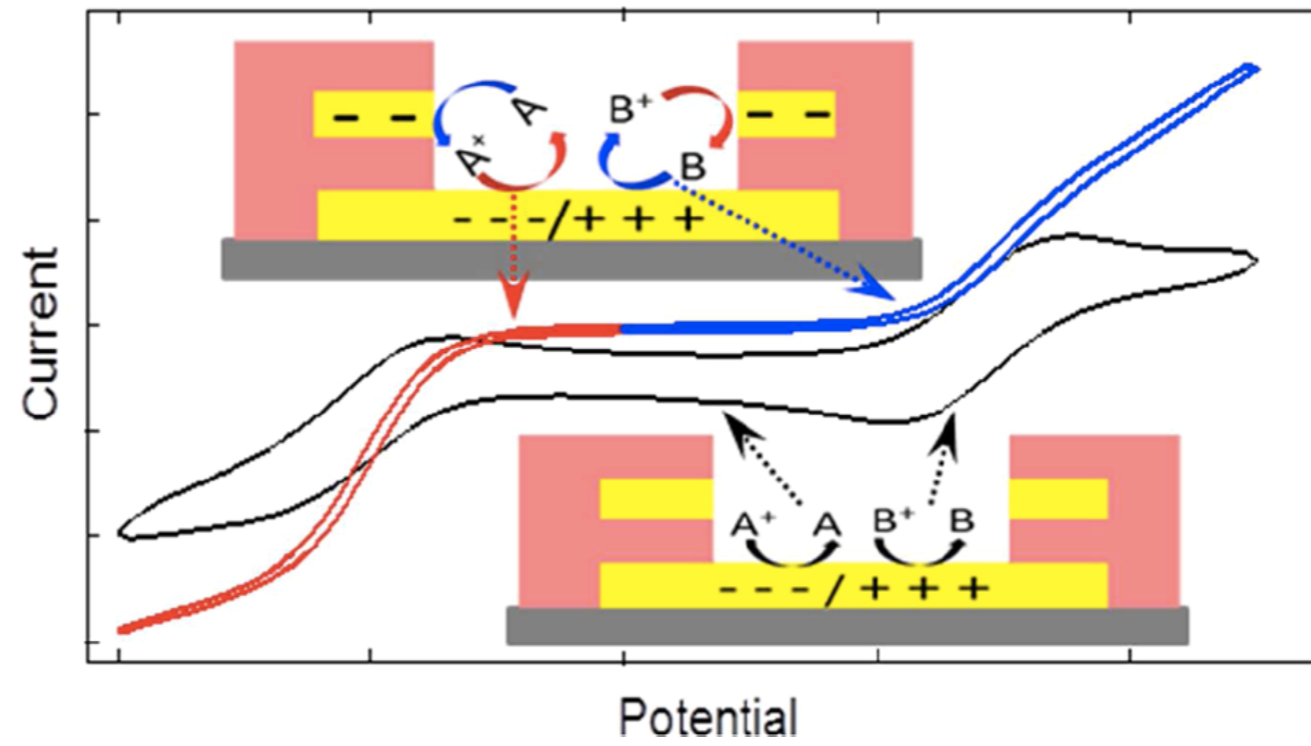 A
B⁺
- -
- -
A⁺
B
- - -/+ + +
Current
A⁺ A B⁺ B
- - - / + + +
Potential